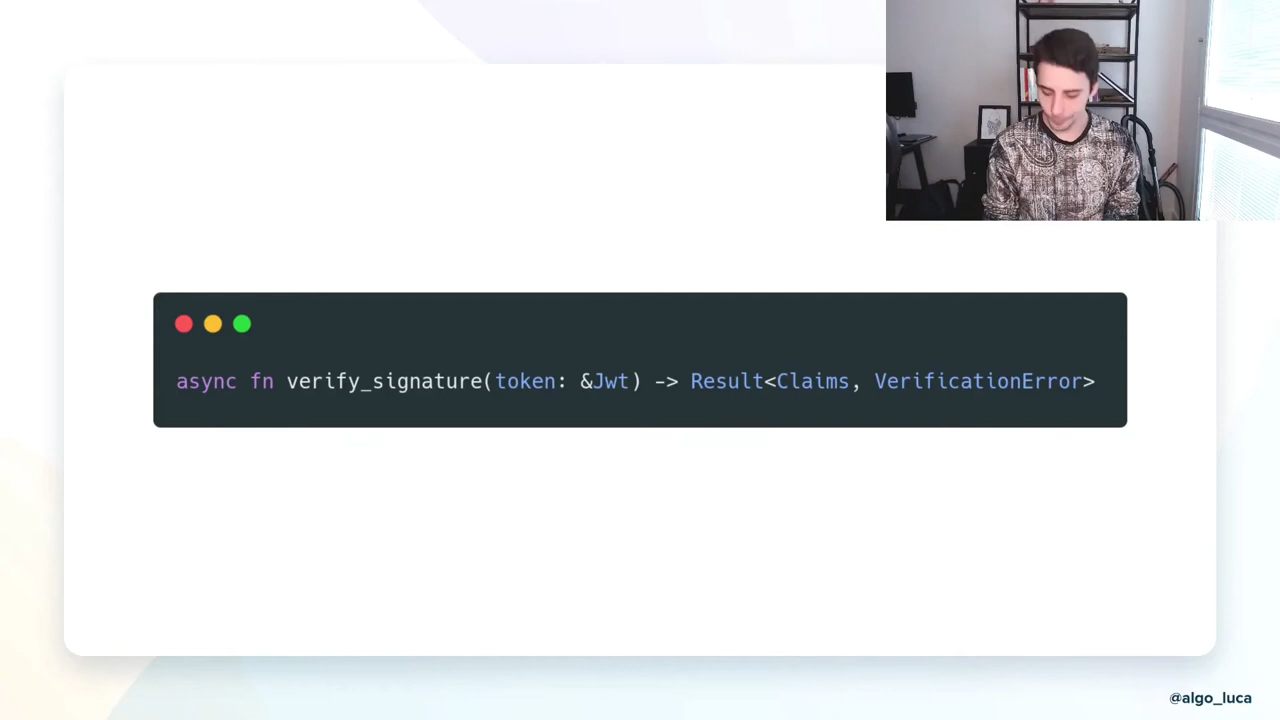 async fn verify_signature(token: &Jwt) -> Result<Claims, VerificationError>
@algo_luca